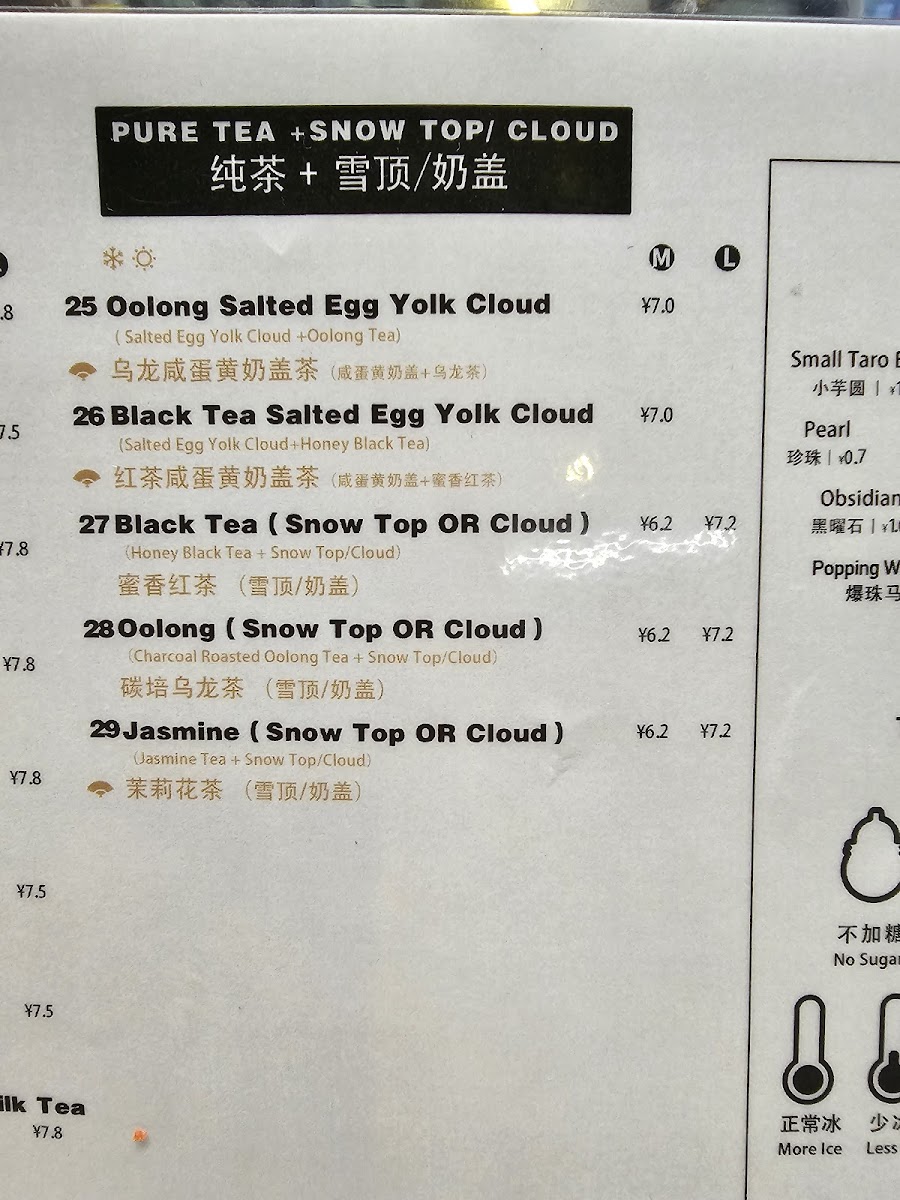 PURE TEA +SNOW TOP/ CLOUD
纯茶 + 雪顶/奶盖
M L
25 Oolong Salted Egg Yolk Cloud ¥7.0
( Salted Egg Yolk Cloud +Oolong Tea)
乌龙咸蛋黄奶盖茶 (咸蛋黄奶盖+乌龙茶)
26 Black Tea Salted Egg Yolk Cloud ¥7.0
(Salted Egg Yolk Cloud+Honey Black Tea)
红茶咸蛋黄奶盖茶 (咸蛋黄奶盖+蜜香红茶)
27 Black Tea ( Snow Top OR Cloud ) ¥6.2 ¥7.2
(Honey Black Tea + Snow Top/Cloud)
蜜香红茶 (雪顶/奶盖)
28 Oolong ( Snow Top OR Cloud ) ¥6.2 ¥7.2
(Charcoal Roasted Oolong Tea + Snow Top/Cloud)
碳培乌龙茶 (雪顶/奶盖)
29 Jasmine ( Snow Top OR Cloud ) ¥6.2 ¥7.2
(Jasmine Tea + Snow Top/Cloud)
茉莉花茶 (雪顶/奶盖)
.8
7.5
¥7.8
¥7.8
¥7.8
¥7.5
¥7.5
ilk Tea
¥7.8
Small Taro
小芋圆 | ¥1
Pearl
珍珠 | ¥0.7
Obsidian
黑曜石 | ¥1.0
Popping W
爆珠马
不加糖
No Sugar
正常冰 少冰
More Ice Less